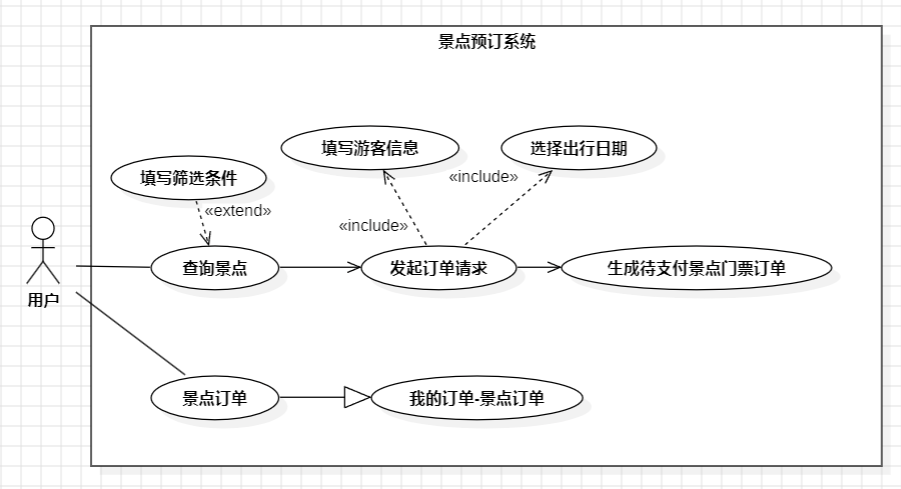 景点预订系统
填写游客信息
选择出行日期
填写筛选条件
«include»
«extend»
«include»
查询景点
发起订单请求
生成待支付景点门票订单
用户
景点订单
我的订单-景点订单